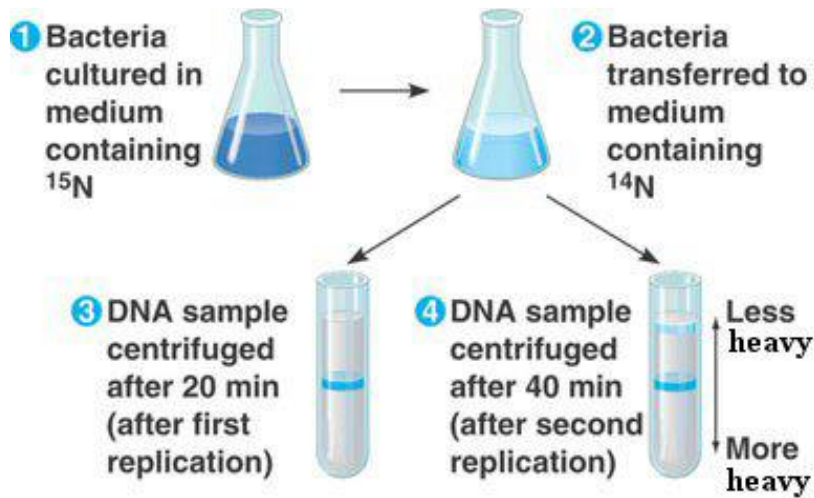 1 Bacteria
cultured in
medium
containing
¹⁵N
2 Bacteria
transferred to
medium
containing
¹⁴N
3 DNA sample
centrifuged
after 20 min
(after first
replication)
4 DNA sample
centrifuged
after 40 min
(after second
replication)
Less
heavy
More
heavy